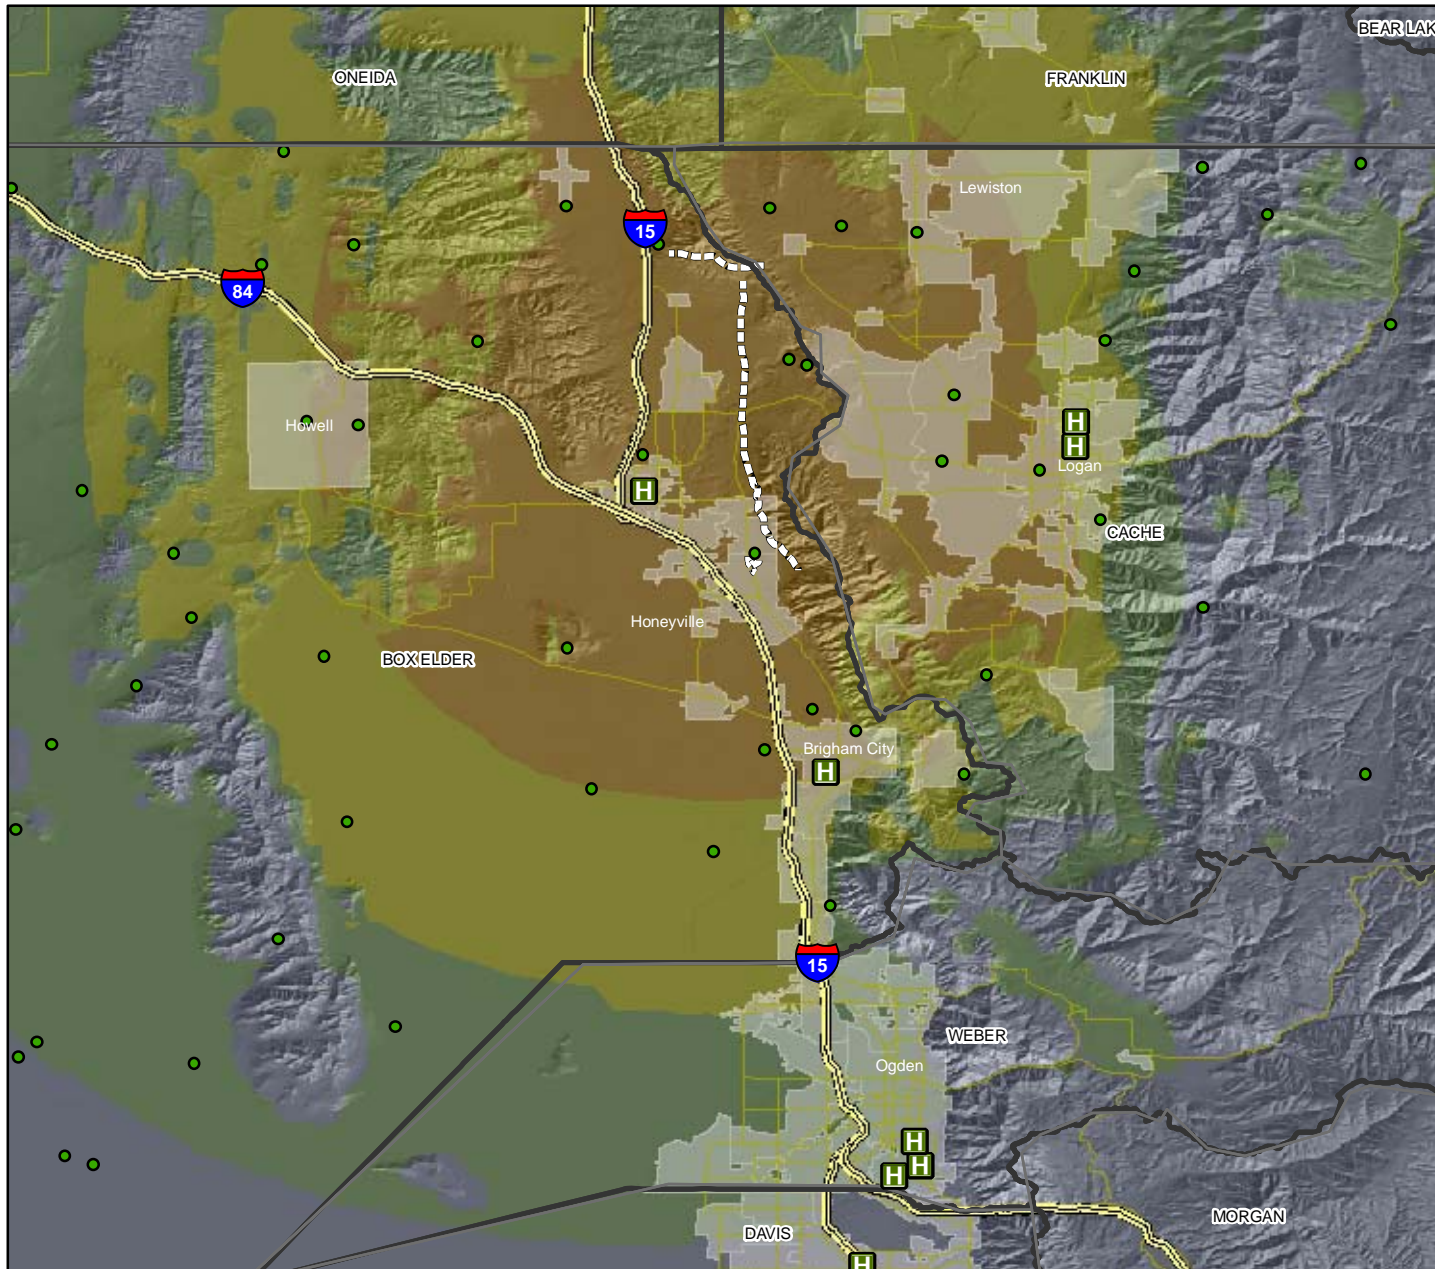 BEAR LAK
ONEIDA
FRANKLIN
Lewiston
15
84
Howell
H
H
Logan
H
CACHE
Honeyville
BOX ELDER
Brigham City
H
15
WEBER
Ogden
H
H
H
MORGAN
DAVIS
H